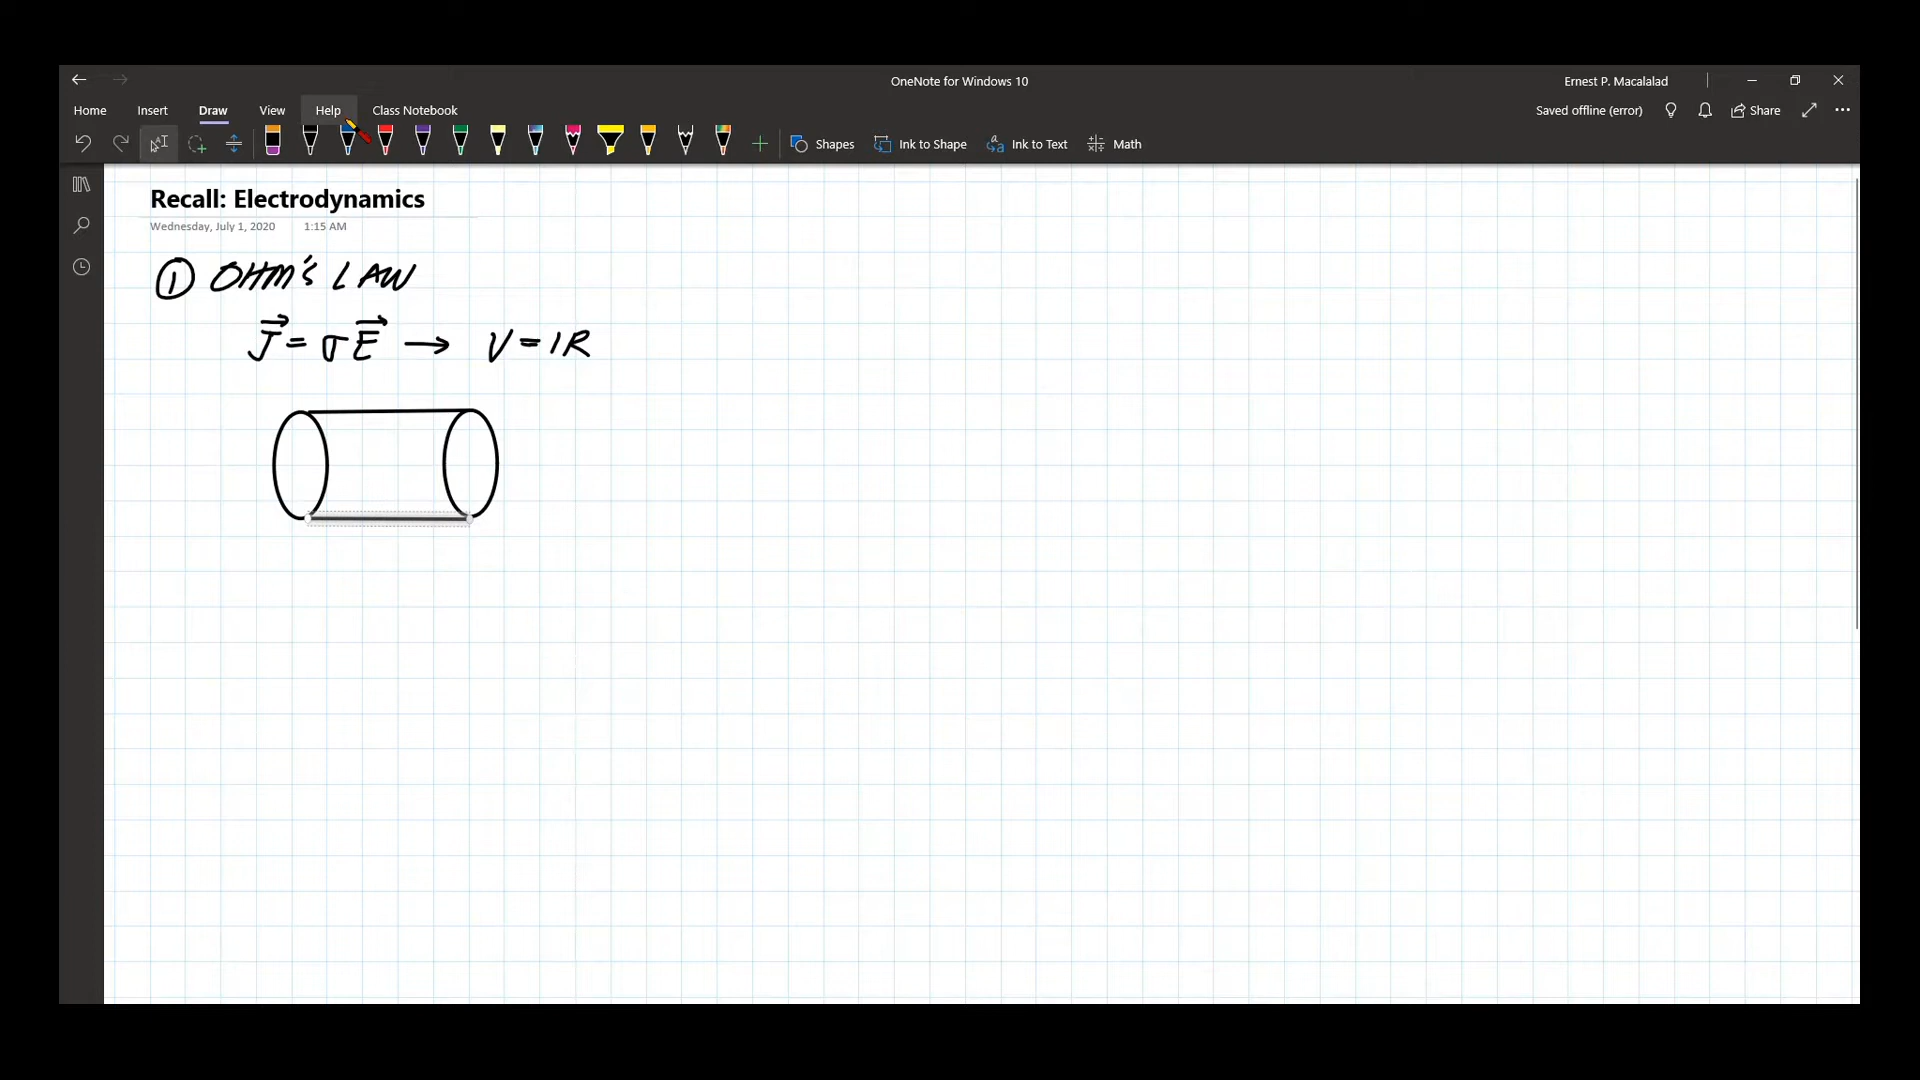 OneNote for Windows 10
Ernest P. Macalalad
Home Insert Draw View Help Class Notebook
Saved offline (error) Share
Shapes Ink to Shape Ink to Text Math
Recall: Electrodynamics
Wednesday, July 1, 2020 1:15 AM
① OHM'S LAW
J⃗ = σE⃗ → V = IR